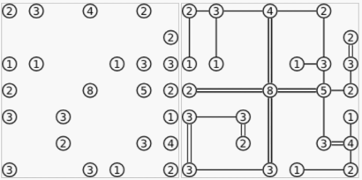 2 3 4 2 2 3 4 2
2 2
1 1 1 3 3 1 1 1 3 3
2 8 5 2 2 8 5 2
3 3 1 3 3 1
2 3 4 2 3 4
3 3 1 2 3 3 1 2